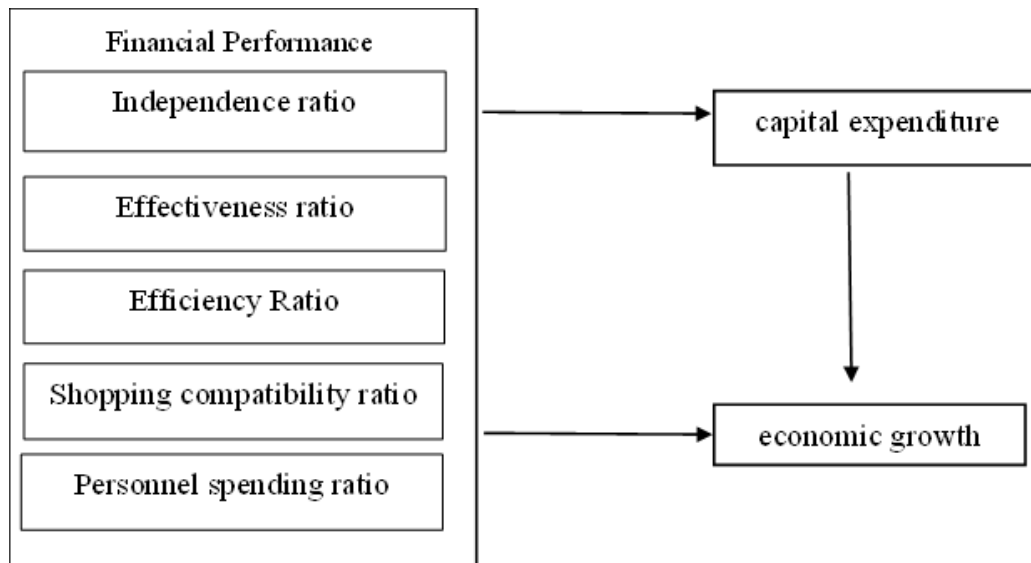 Financial Performance
Independence ratio
capital expenditure
Effectiveness ratio
Efficiency Ratio
Shopping compatibility ratio
economic growth
Personnel spending ratio